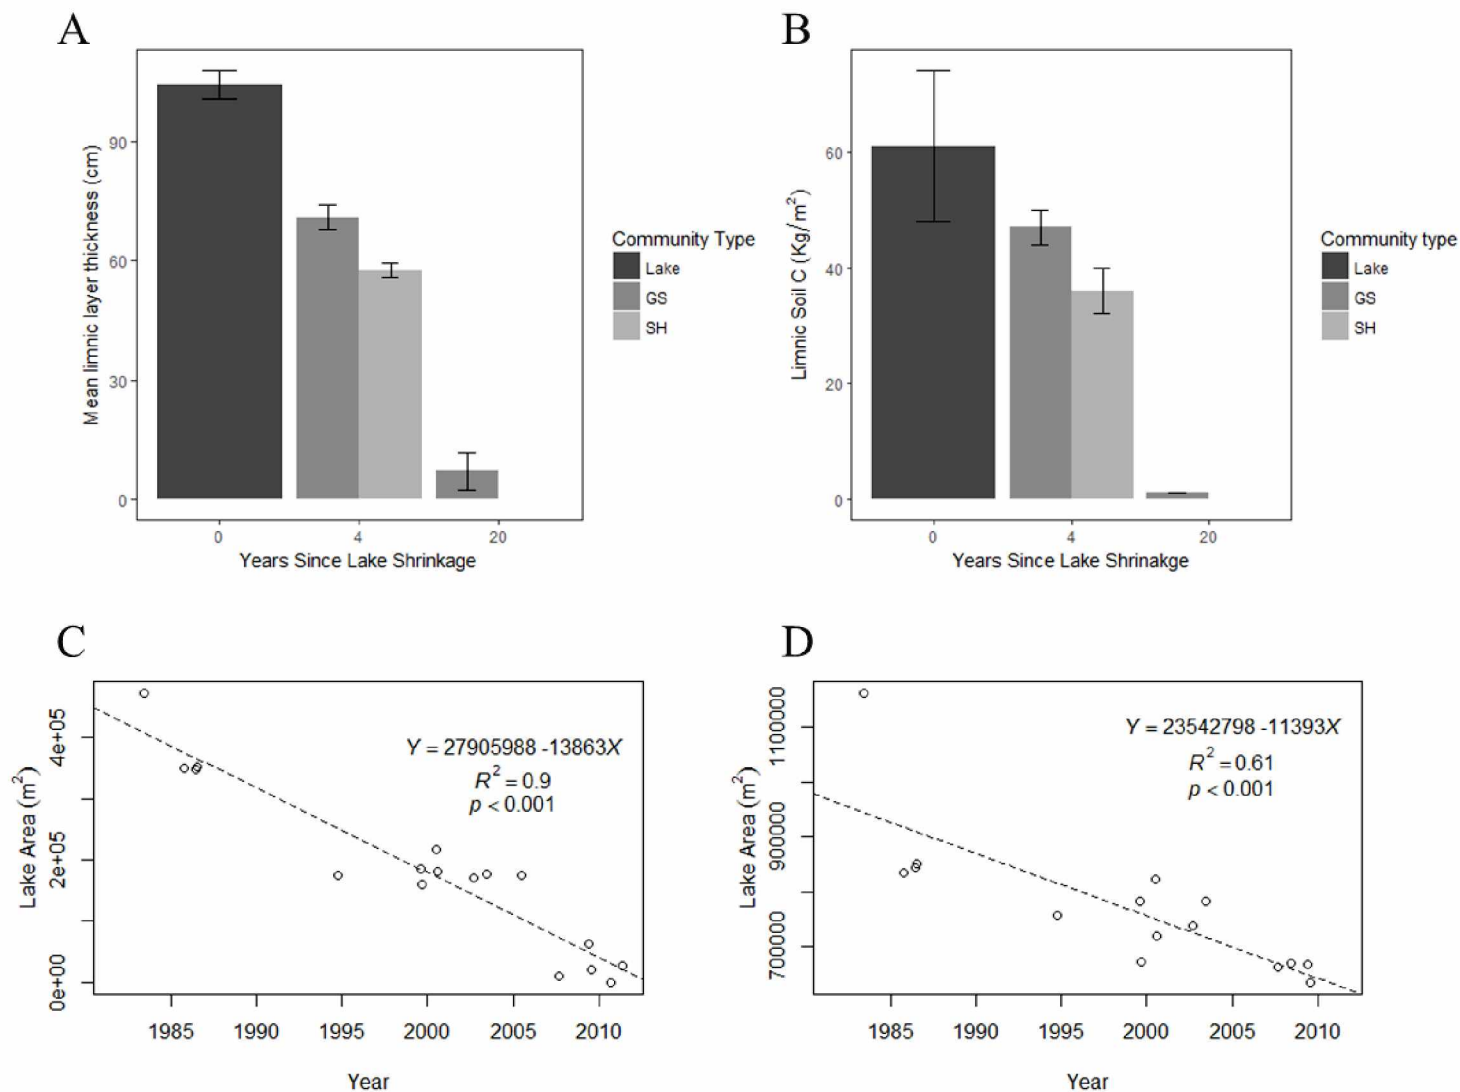 A
Mean limnic layer thickness (cm)
90
60
30
0
0 4 20
Years Since Lake Shrinkage
Community Type
Lake
GS
SH
B
Limnic Soil C (Kg/m²)
60
40
20
0
0 4 20
Years Since Lake Shrinakge
Community type
Lake
GS
SH
C
Lake Area (m²)
4e+05
2e+05
0e+00
Y = 27905988 -13863X
R² = 0.9
p < 0.001
1985 1990 1995 2000 2005 2010
Year
D
Lake Area (m²)
1100000
900000
700000
Y = 23542798 -11393X
R² = 0.61
p < 0.001
1985 1990 1995 2000 2005 2010
Year